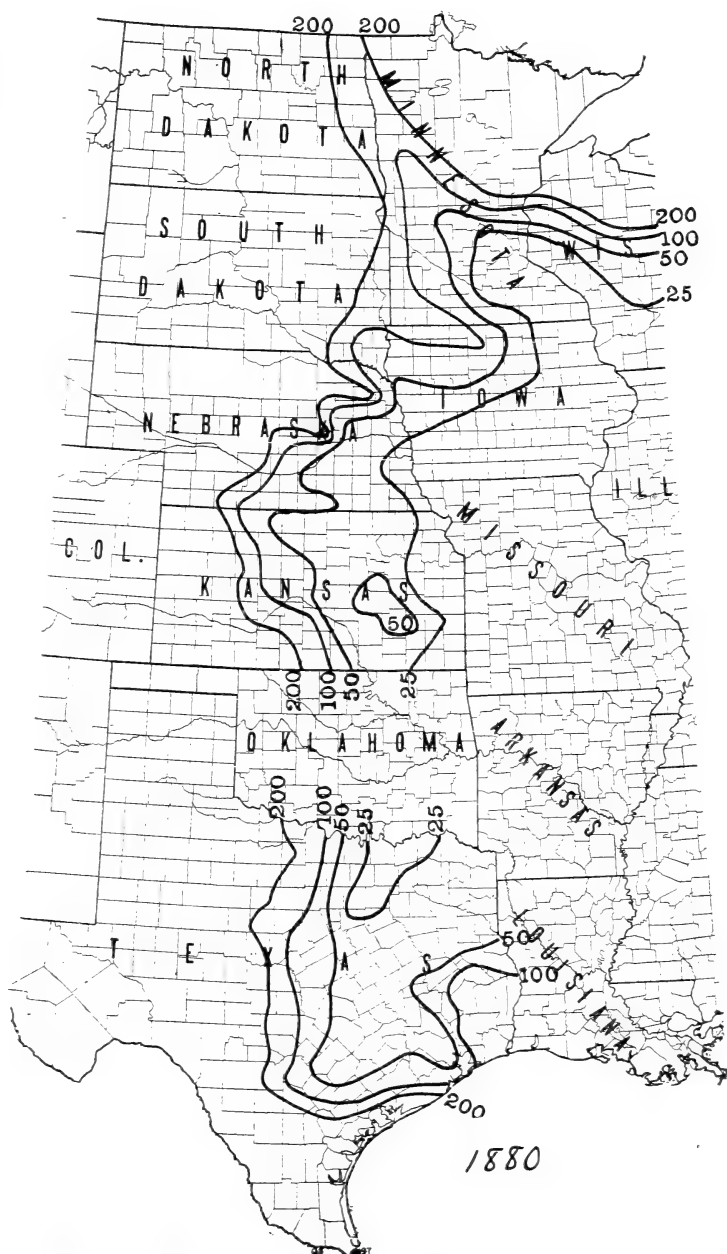 200 200
NORTH
DAKOTA
MINNESOTA
SOUTH
DAKOTA
WIS
200
100
50
25
NEBRASKA
IOWA
ILL
COL.
KANSAS
MISSOURI
50
200 100 50 25
OKLAHOMA
ARKANSAS
200 100 50 25 25
TEXAS
LOUISIANA
50
100
200
1880